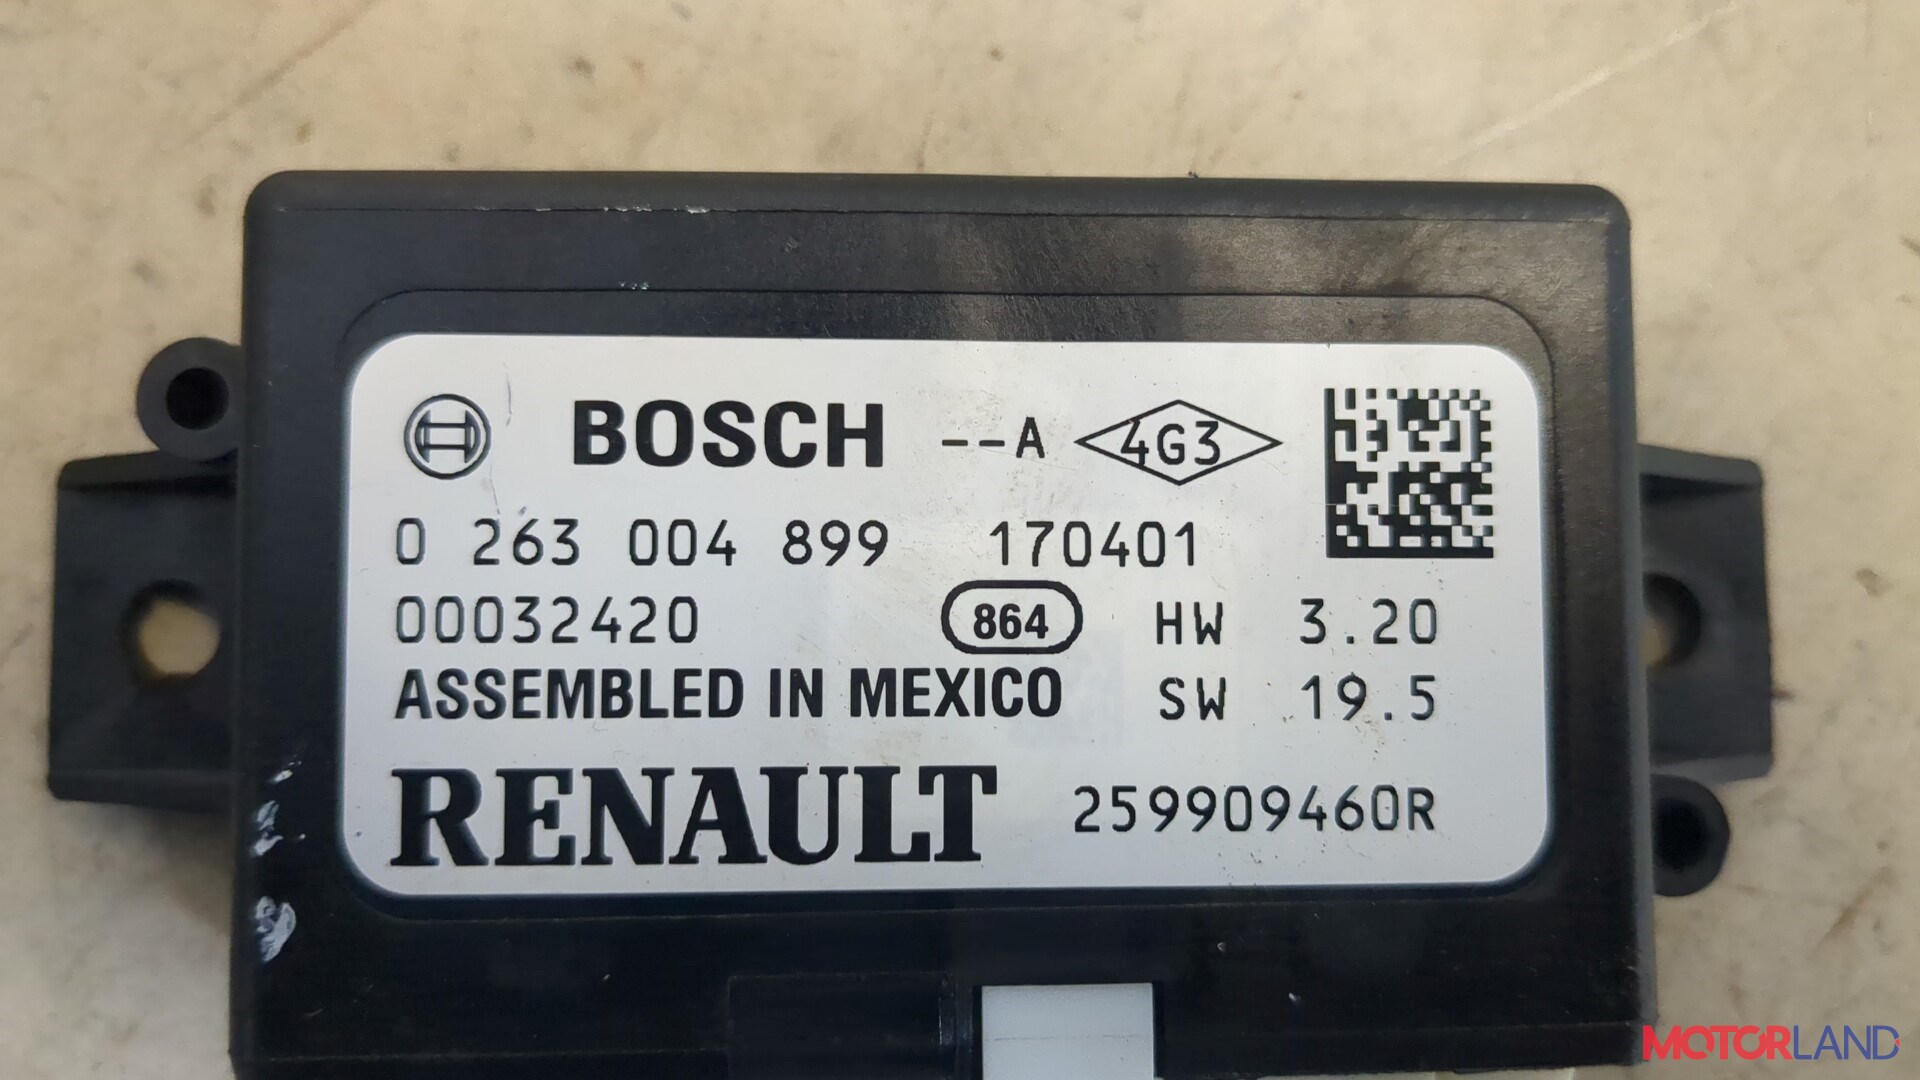 BOSCH --A 4G3
0 263 004 899 170401
00032420 864 HW 3.20
ASSEMBLED IN MEXICO SW 19.5
RENAULT 259909460R
MOTORLAND